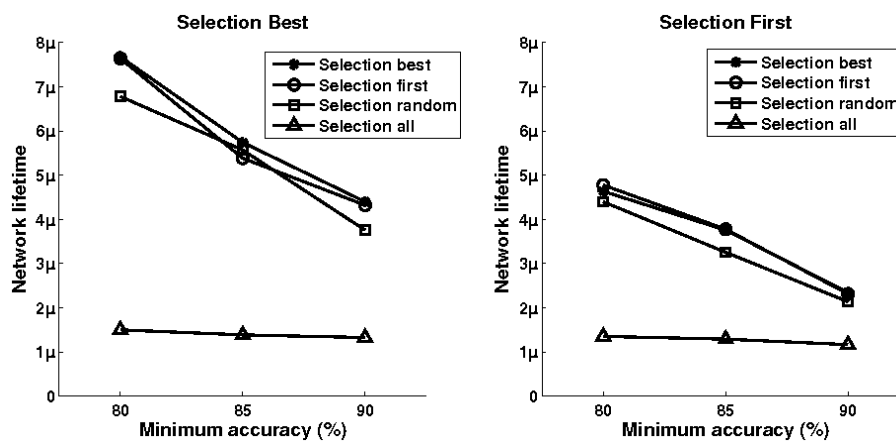 Selection Best
8μ
7μ
6μ
5μ
4μ
3μ
2μ
1μ
0
Network lifetime
80
85
90
Minimum accuracy (%)
Selection best
Selection first
Selection random
Selection all
Selection First
8μ
7μ
6μ
5μ
4μ
3μ
2μ
1μ
0
Network lifetime
80
85
90
Minimum accuracy (%)
Selection best
Selection first
Selection random
Selection all